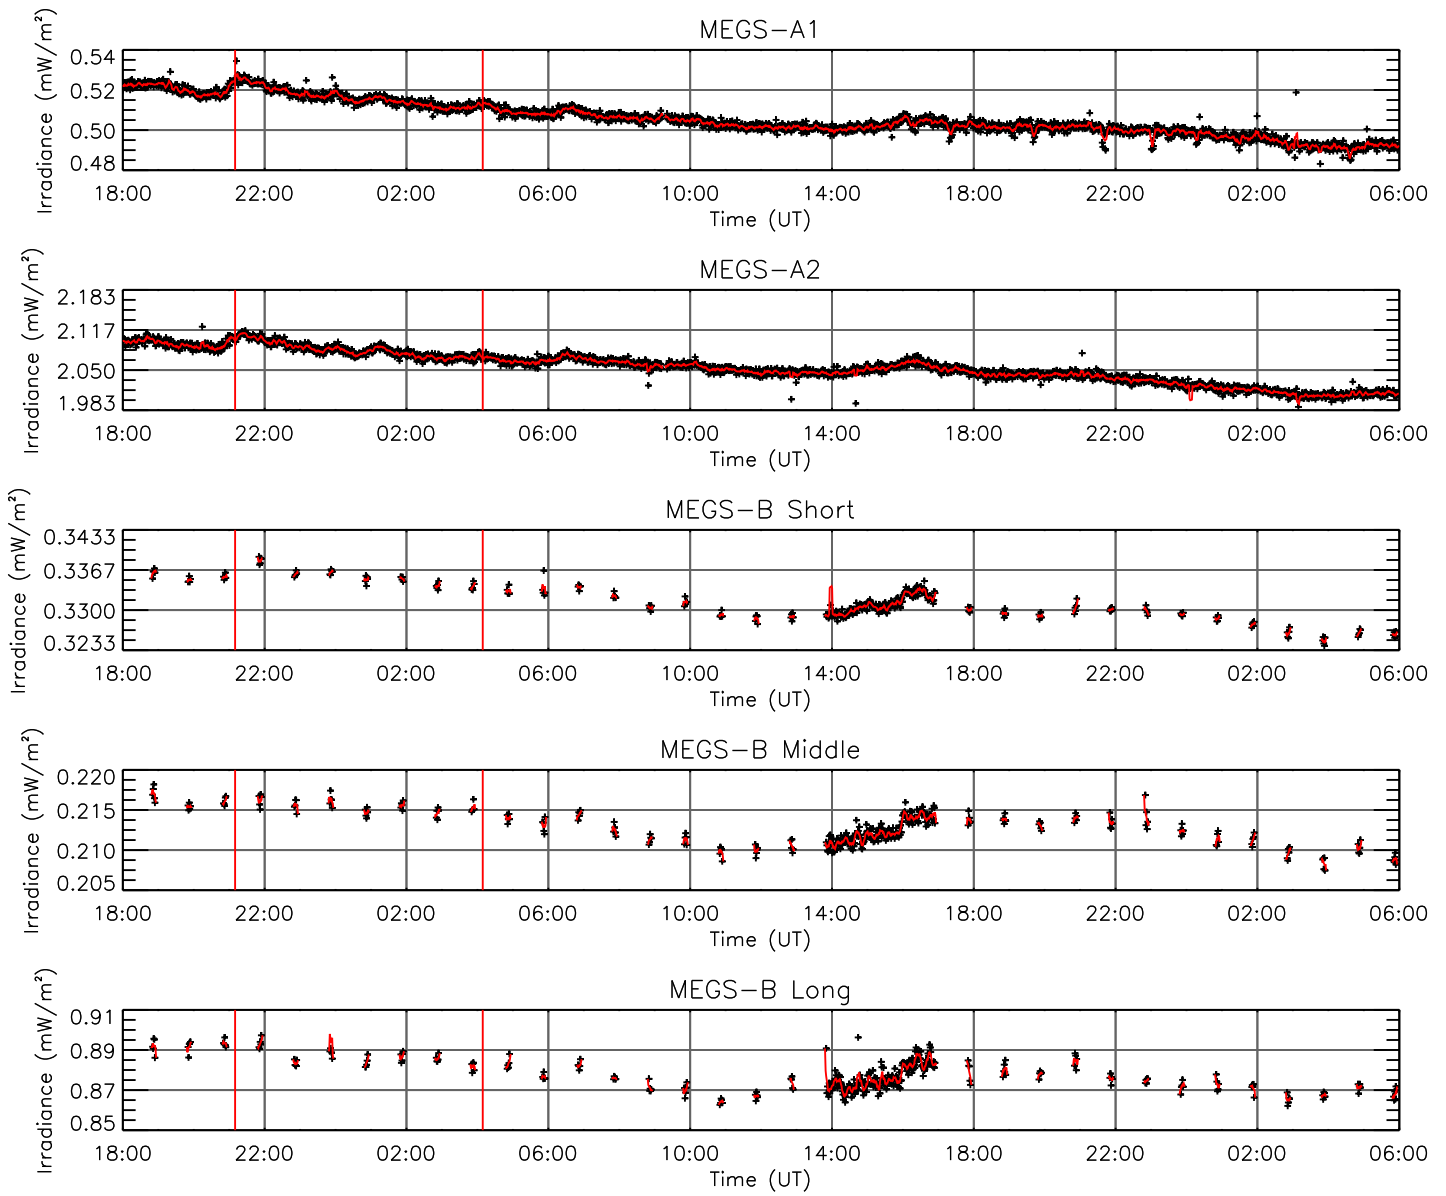 MEGS-A1
Irradiance (mW/m²)
0.54
0.52
0.50
0.48
18:00 22:00 02:00 06:00 10:00 14:00 18:00 22:00 02:00 06:00
Time (UT)
MEGS-A2
Irradiance (mW/m²)
2.183
2.117
2.050
1.983
18:00 22:00 02:00 06:00 10:00 14:00 18:00 22:00 02:00 06:00
Time (UT)
MEGS-B Short
Irradiance (mW/m²)
0.3433
0.3367
0.3300
0.3233
18:00 22:00 02:00 06:00 10:00 14:00 18:00 22:00 02:00 06:00
Time (UT)
MEGS-B Middle
Irradiance (mW/m²)
0.220
0.215
0.210
0.205
18:00 22:00 02:00 06:00 10:00 14:00 18:00 22:00 02:00 06:00
Time (UT)
MEGS-B Long
Irradiance (mW/m²)
0.91
0.89
0.87
0.85
18:00 22:00 02:00 06:00 10:00 14:00 18:00 22:00 02:00 06:00
Time (UT)